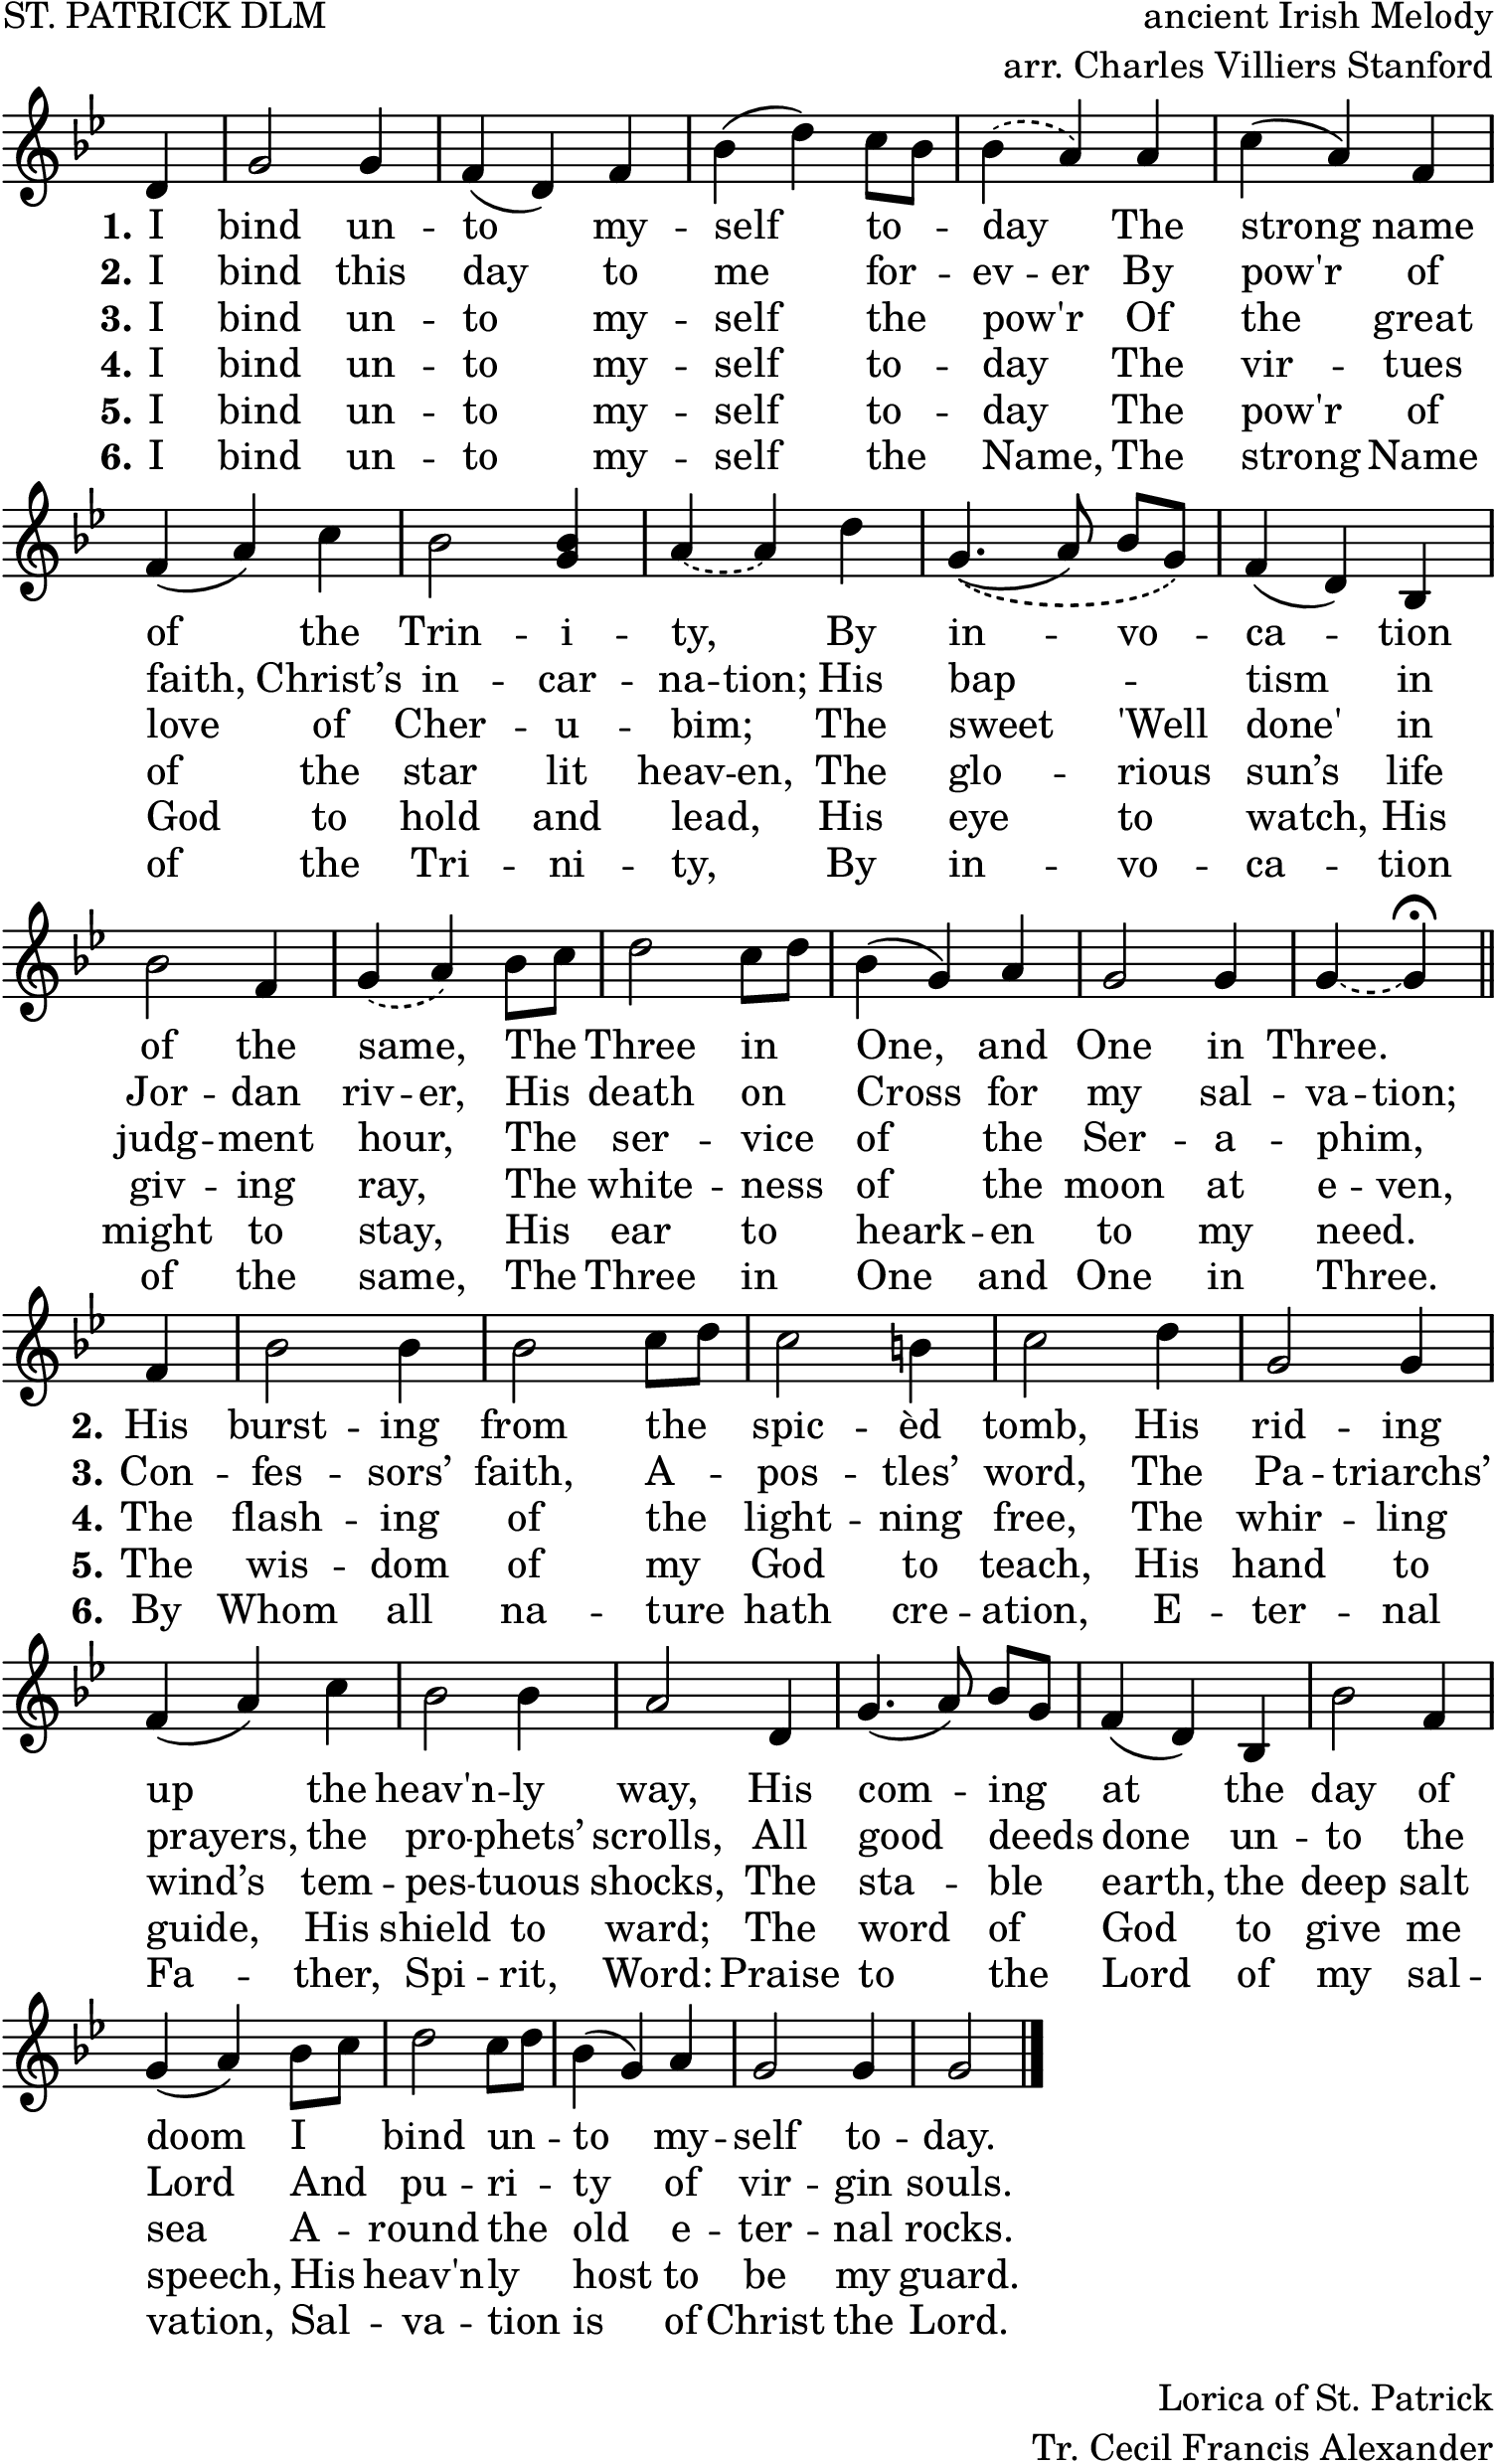 ST. PATRICK DLM
ancient Irish Melody
arr. Charles Villiers Stanford
1. I bind un -- to my -- self to -- day The strong name
2. I bind this day to me for -- ev -- er By pow'r of
3. I bind un -- to my -- self the pow'r Of the great
4. I bind un -- to my -- self to -- day The vir -- tues
5. I bind un -- to my -- self to -- day The pow'r of
6. I bind un -- to my -- self the Name, The strong Name
of the Trin -- i -- ty, By in -- vo -- ca -- tion
faith, Christ’s in -- car -- na -- tion; His bap -- tism in
love of Cher -- u -- bim; The sweet 'Well done' in
of the star lit heav -- en, The glo -- rious sun’s life
God to hold and lead, His eye to watch, His
of the Tri -- ni -- ty, By in -- vo -- ca -- tion
of the same, The Three in One, and One in Three.
Jor -- dan riv -- er, His death on Cross for my sal -- va -- tion;
judg -- ment hour, The ser -- vice of the Ser -- a -- phim,
giv -- ing ray, The white -- ness of the moon at e -- ven,
might to stay, His ear to heark -- en to my need.
of the same, The Three in One and One in Three.
2. His burst -- ing from the spic -- èd tomb, His rid -- ing
3. Con -- fes -- sors’ faith, A -- pos -- tles’ word, The Pa -- triarchs’
4. The flash -- ing of the light -- ning free, The whir -- ling
5. The wis -- dom of my God to teach, His hand to
6. By Whom all na -- ture hath cre -- ation, E -- ter -- nal
up the heav'n -- ly way, His com -- ing at the day of
prayers, the pro -- phets’ scrolls, All good deeds done un -- to the
wind’s tem -- pes -- tuous shocks, The sta -- ble earth, the deep salt
guide, His shield to ward; The word of God to give me
Fa -- ther, Spi -- rit, Word: Praise to the Lord of my sal --
doom I bind un -- to my -- self to -- day.
Lord And pu -- ri -- ty of vir -- gin souls.
sea A -- round the old e -- ter -- nal rocks.
speech, His heav'nly host to be my guard.
vation, Sal -- va -- tion is of Christ the Lord.
Lorica of St. Patrick
Tr. Cecil Francis Alexander